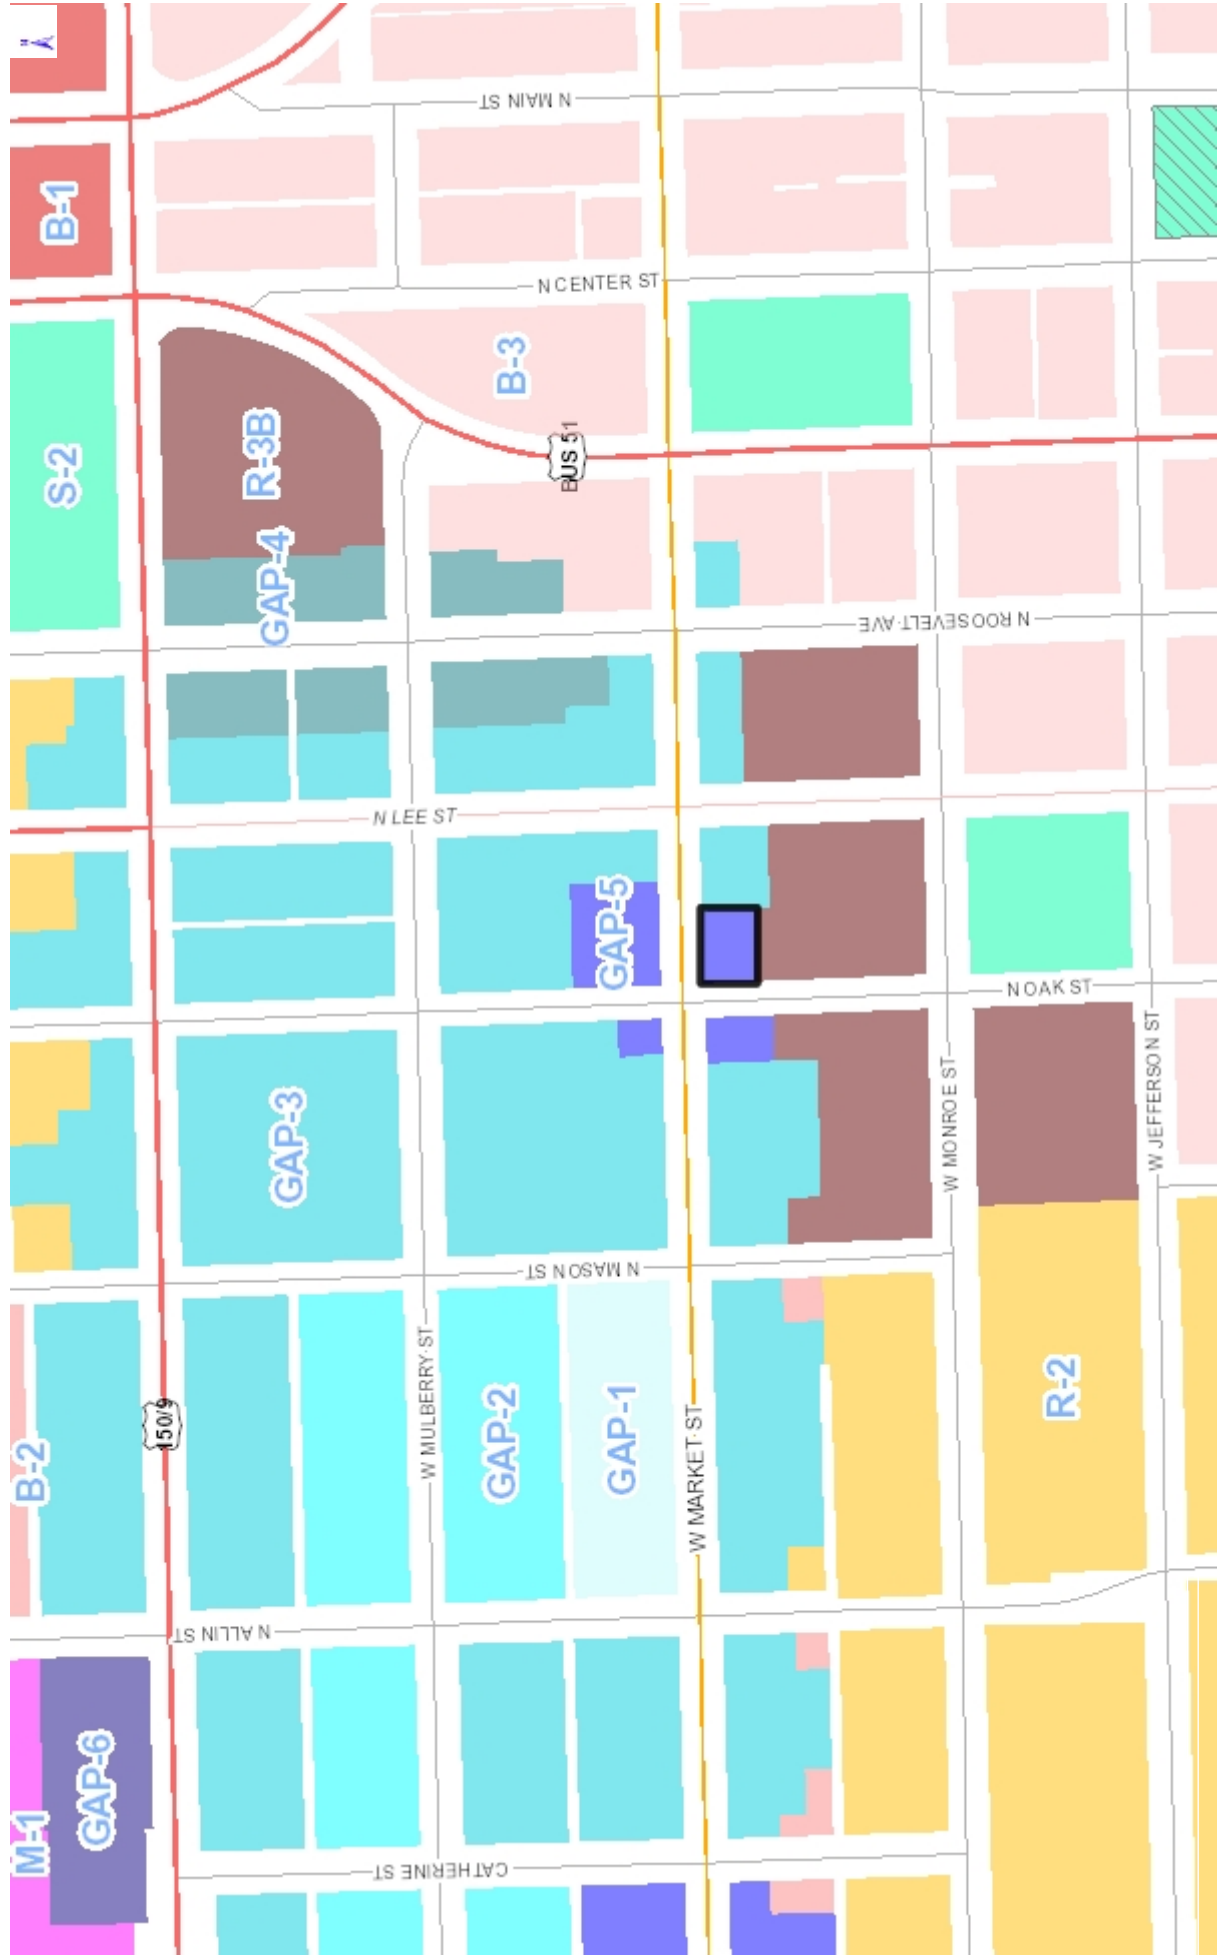 N MAIN ST
B-1
N CENTER ST
B-3
R-3B
S-2
BUS 51
GAP-4
N ROOSEVELT AVE
N LEE ST
GAP-5
N OAK ST
W MONROE ST
W JEFFERSON ST
GAP-3
N MASON ST
W MULBERRY ST
GAP-2
GAP-1
R-2
W MARKET ST
150/9
B-2
N ALLIN ST
GAP-6
M-1
CATHERINE ST